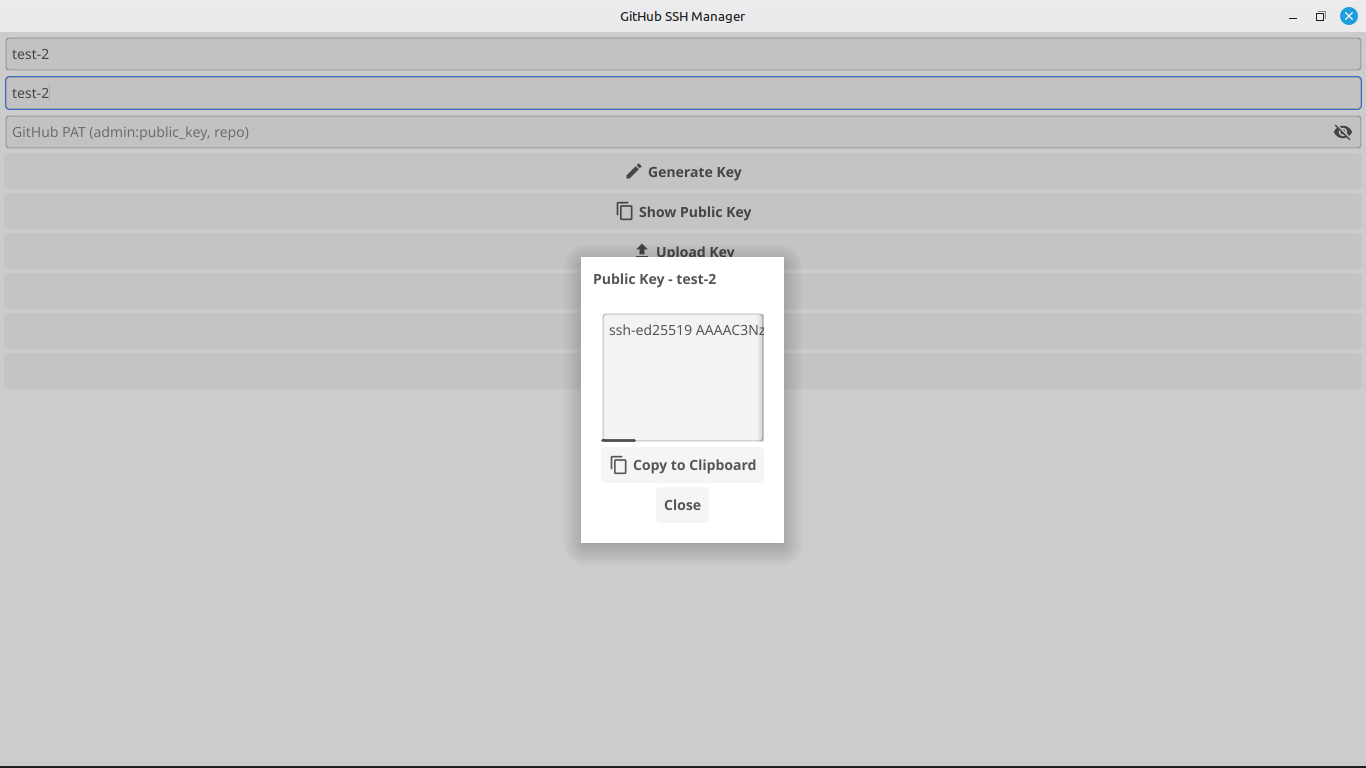 GitHub SSH Manager
test-2
test-2
GitHub PAT (admin:public_key, repo)
Generate Key
Show Public Key
Upload Key
Public Key - test-2
ssh-ed25519 AAAAC3Nz
Copy to Clipboard
Close